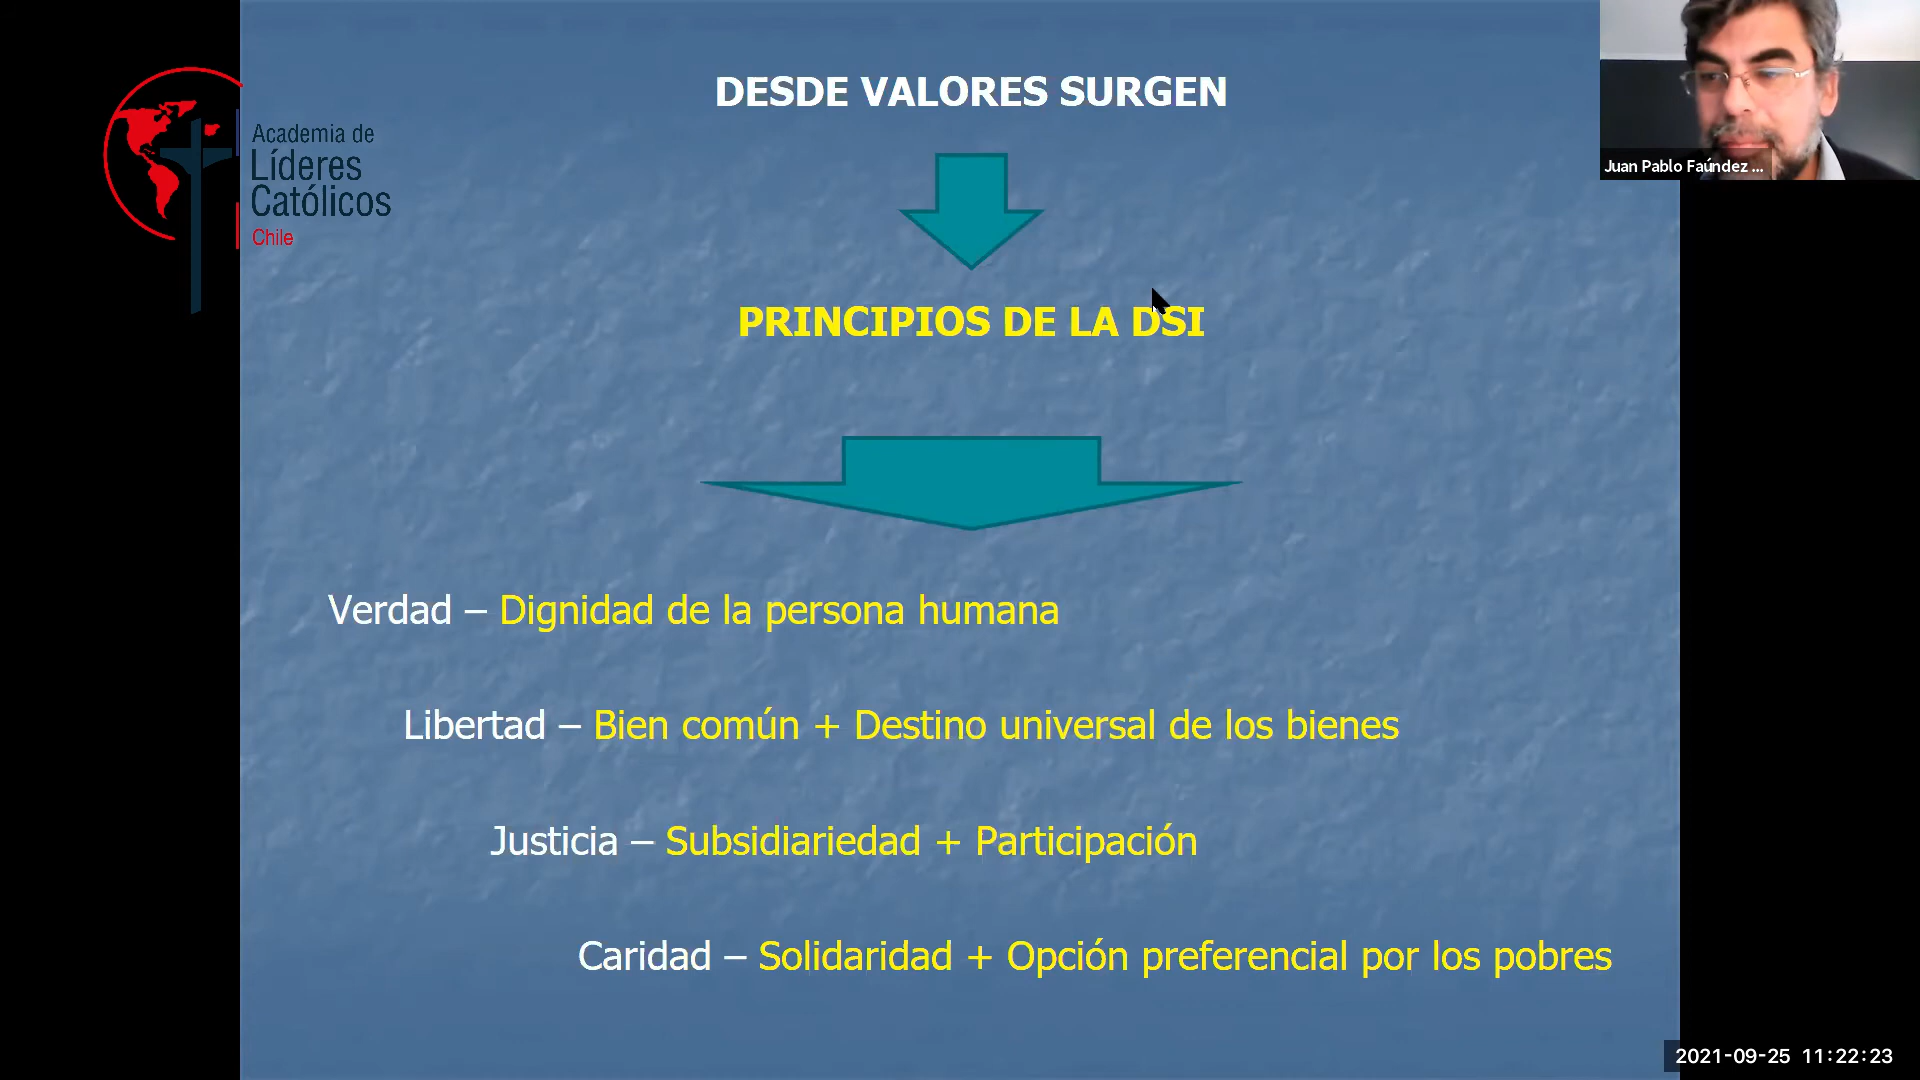 DESDE VALORES SURGEN
Academia de
Líderes
Católicos
Chile
Juan Pablo Faúndez ...
PRINCIPIOS DE LA DSI
Verdad – Dignidad de la persona humana
Libertad – Bien común + Destino universal de los bienes
Justicia – Subsidiariedad + Participación
Caridad – Solidaridad + Opción preferencial por los pobres
2021-09-25 11:22:23